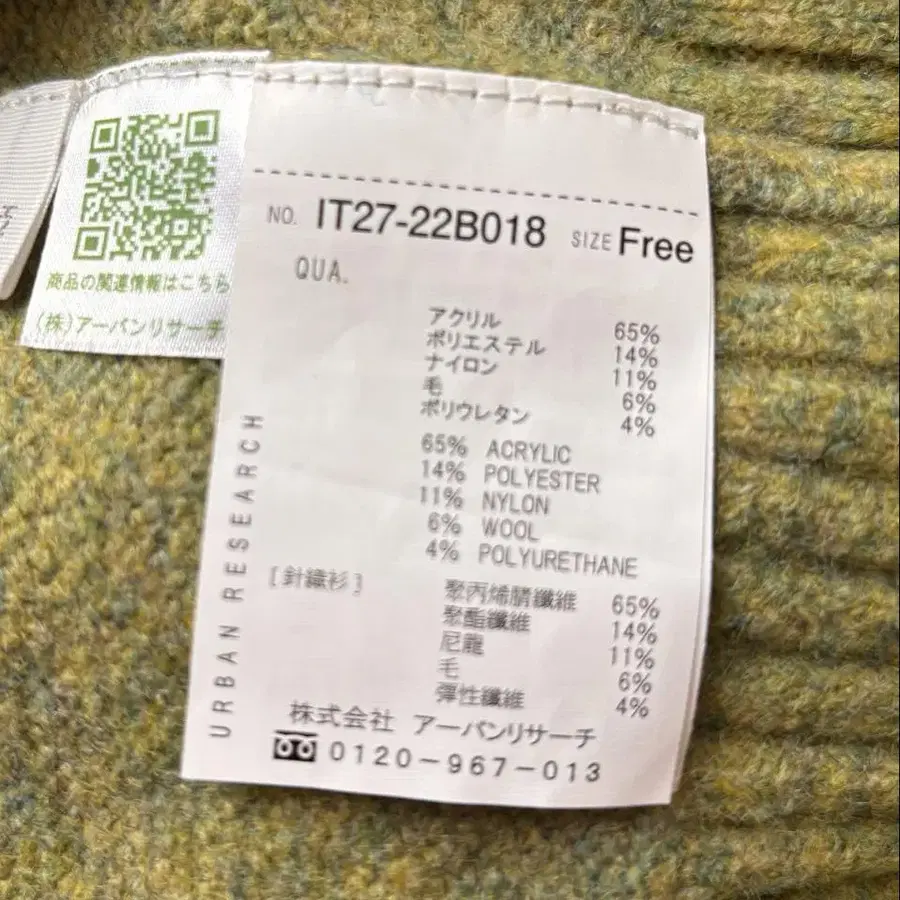 商品の関連情報はこちら
(株)アーバンリサーチ
NO. IT27-22B018 SIZE Free
QUA.
アクリル 65%
ポリエステル 14%
ナイロン 11%
毛 6%
ポリウレタン 4%
65% ACRYLIC
14% POLYESTER
11% NYLON
6% WOOL
4% POLYURETHANE
[針織衫] 聚丙烯腈纖維 65%
聚酯纖維 14%
尼龍 11%
毛 6%
彈性纖維 4%
URBAN RESEARCH
株式会社 アーバンリサーチ
0120-967-013